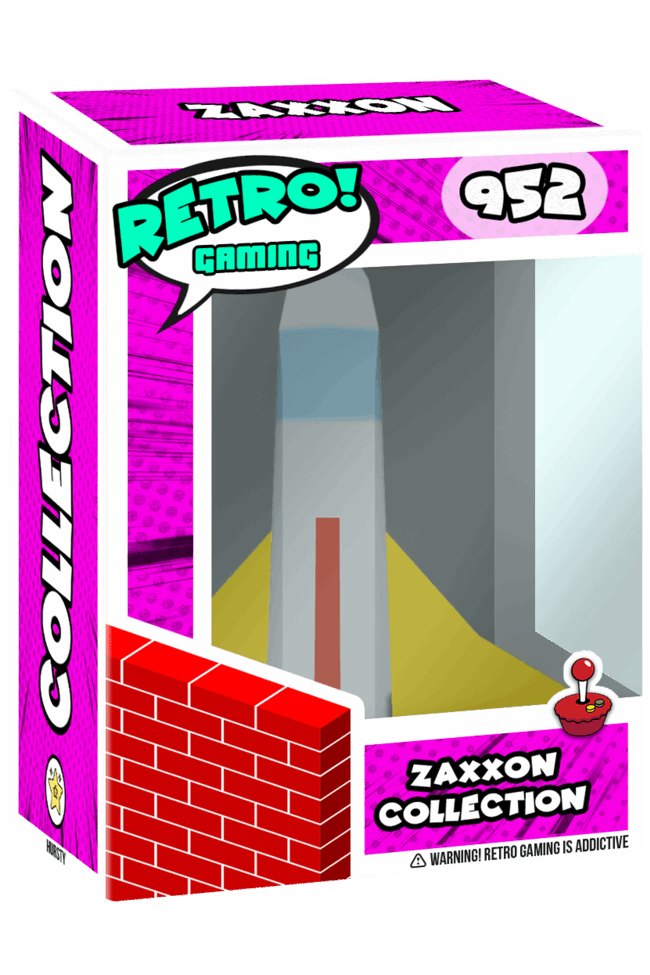 ZAXXON
RETRO!
GAMING
952
COLLECTION
ZAXXON
COLLECTION
WARNING! RETRO GAMING IS ADDICTIVE
HURSTY